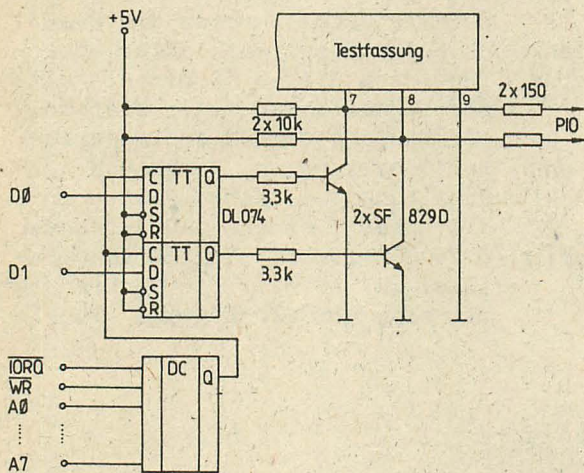 +5V
Testfassung
7 8 9
2x150
PIO
2x10k
C TT Q
D
S
R
DL074
3,3k
2xSF 829D
C TT Q
D
S
R
3,3k
D0
D1
IORQ
WR
A0
A7
DC Q